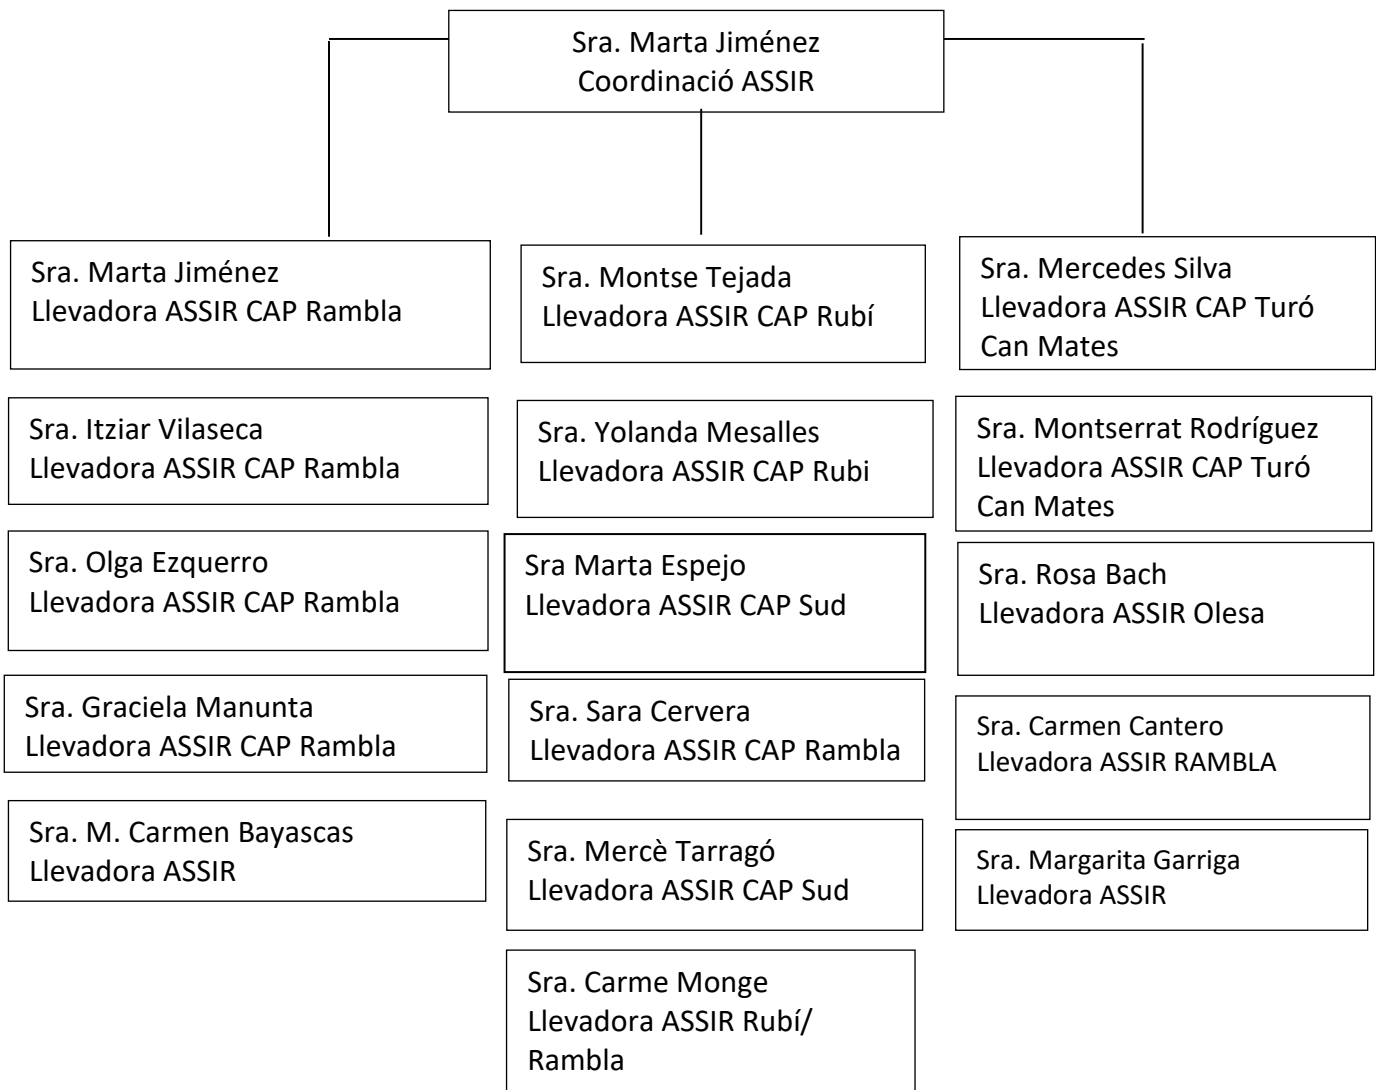 Sra. Marta Jiménez
Coordinació ASSIR
Sra. Marta Jiménez
Llevadora ASSIR CAP Rambla
Sra. Montse Tejada
Llevadora ASSIR CAP Rubí
Sra. Mercedes Silva
Llevadora ASSIR CAP Turó
Can Mates
Sra. Itziar Vilaseca
Llevadora ASSIR CAP Rambla
Sra. Yolanda Mesalles
Llevadora ASSIR CAP Rubi
Sra. Montserrat Rodríguez
Llevadora ASSIR CAP Turó
Can Mates
Sra. Olga Ezquerro
Llevadora ASSIR CAP Rambla
Sra Marta Espejo
Llevadora ASSIR CAP Sud
Sra. Rosa Bach
Llevadora ASSIR Olesa
Sra. Graciela Manunta
Llevadora ASSIR CAP Rambla
Sra. Sara Cervera
Llevadora ASSIR CAP Rambla
Sra. Carmen Cantero
Llevadora ASSIR RAMBLA
Sra. M. Carmen Bayascas
Llevadora ASSIR
Sra. Mercè Tarragó
Llevadora ASSIR CAP Sud
Sra. Margarita Garriga
Llevadora ASSIR
Sra. Carme Monge
Llevadora ASSIR Rubí/
Rambla